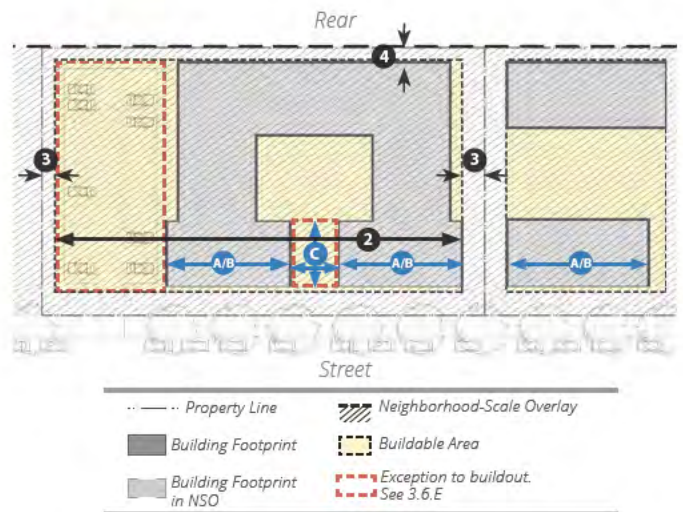 Rear
4
3
3
2
C
A/B
A/B
A/B
Street
Property Line
Neighborhood-Scale Overlay
Building Footprint
Buildable Area
Building Footprint
in NSO
Exception to buildout.
See 3.6.E